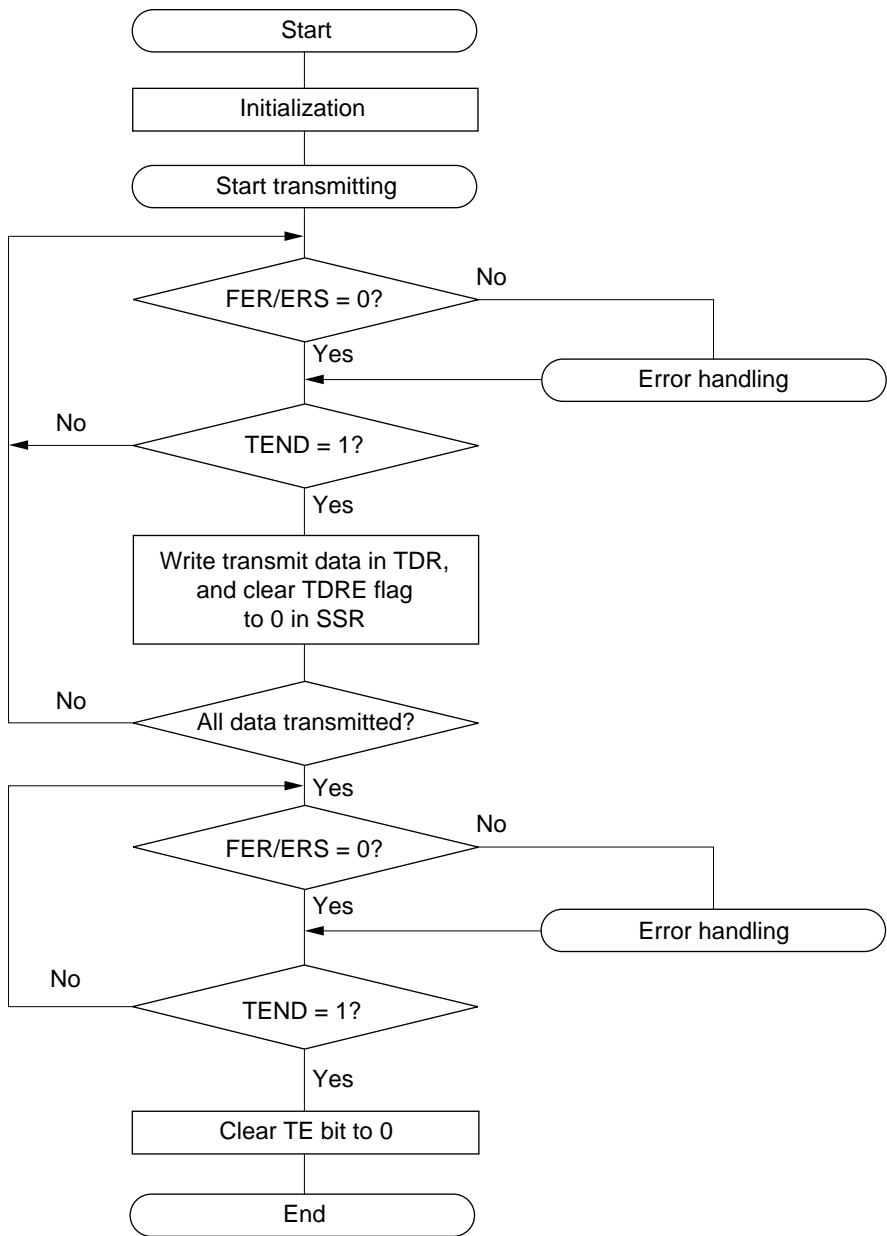 Start
Initialization
Start transmitting
No
FER/ERS = 0?
Yes
Error handling
No
TEND = 1?
Yes
Write transmit data in TDR,
and clear TDRE flag
to 0 in SSR
No
All data transmitted?
Yes
No
FER/ERS = 0?
Yes
Error handling
No
TEND = 1?
Yes
Clear TE bit to 0
End